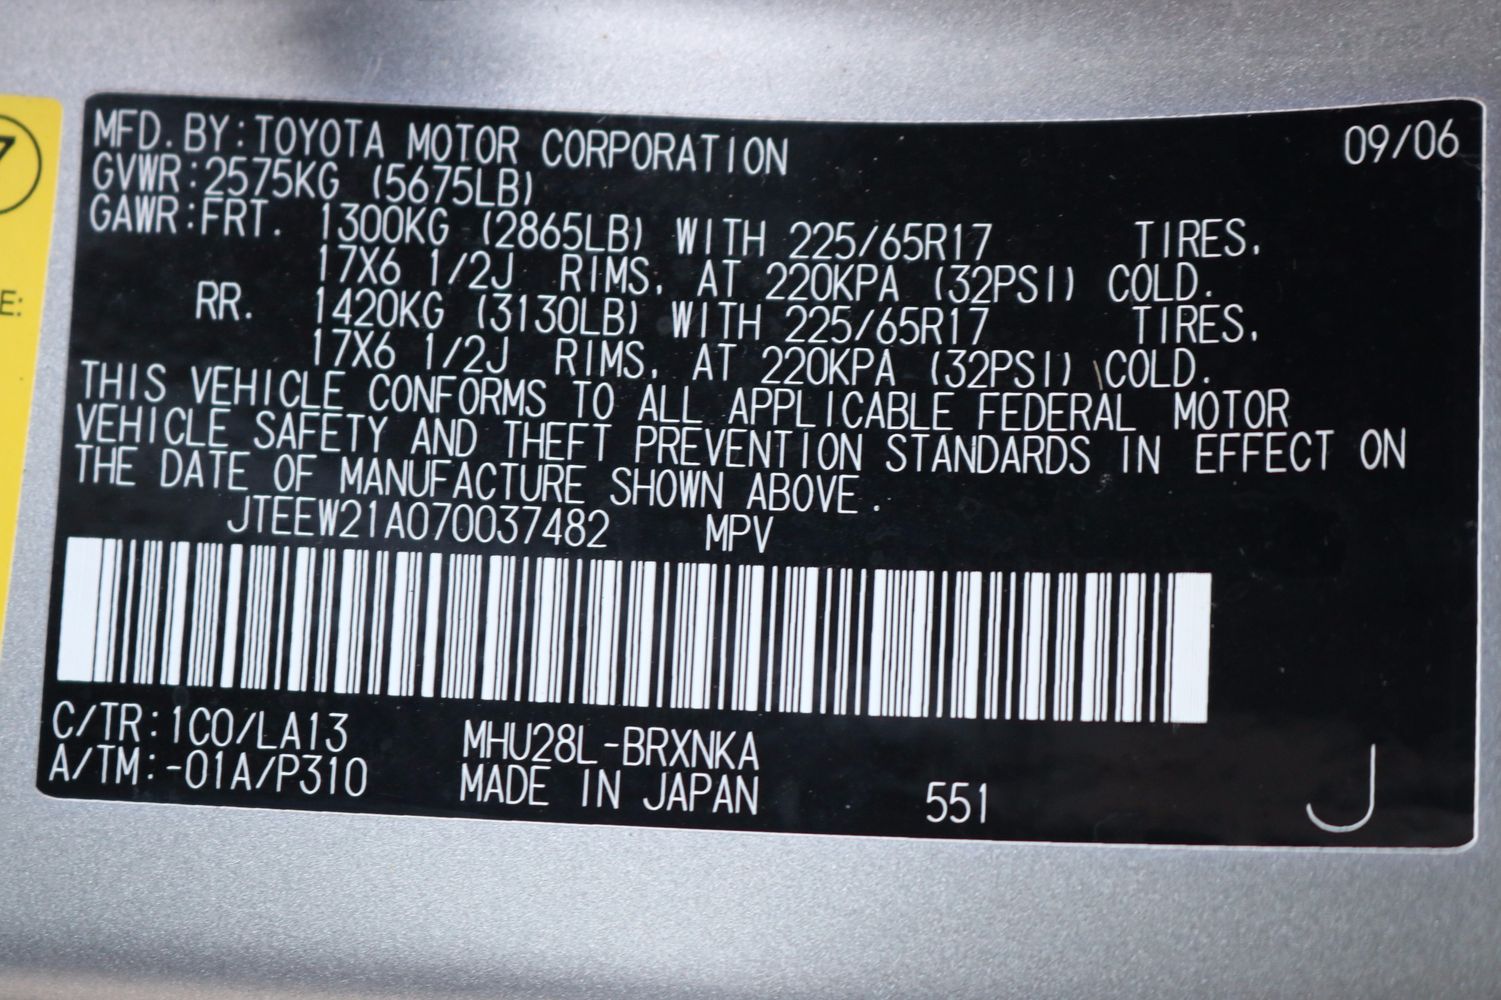 MFD. BY: TOYOTA MOTOR CORPORATION 09/06
GVWR: 2575KG (5675LB)
GAWR: FRT. 1300KG (2865LB) WITH 225/65R17 TIRES,
17X6 1/2J RIMS, AT 220KPA (32PSI) COLD.
RR. 1420KG (3130LB) WITH 225/65R17 TIRES,
17X6 1/2J RIMS, AT 220KPA (32PSI) COLD.
THIS VEHICLE CONFORMS TO ALL APPLICABLE FEDERAL MOTOR
VEHICLE SAFETY AND THEFT PREVENTION STANDARDS IN EFFECT ON
THE DATE OF MANUFACTURE SHOWN ABOVE.
JTEEW21A070037482 MPV
C/TR: 1C0/LA13 MHU28L-BRXNKA
A/TM: -01A/P310 MADE IN JAPAN 551 J
7
E: